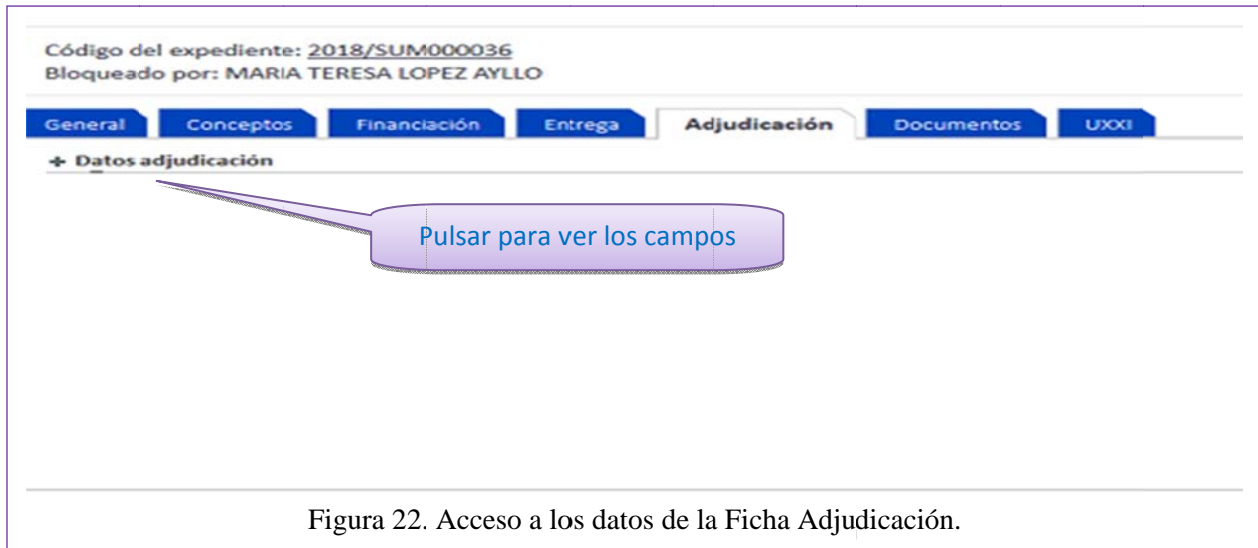 Código del expediente: 2018/SUM000036
Bloqueado por: MARIA TERESA LOPEZ AYLLO
General Conceptos Financiación Entrega Adjudicación Documentos UXXI
+ Datos adjudicación
Pulsar para ver los campos
Figura 22. Acceso a los datos de la Ficha Adjudicación.